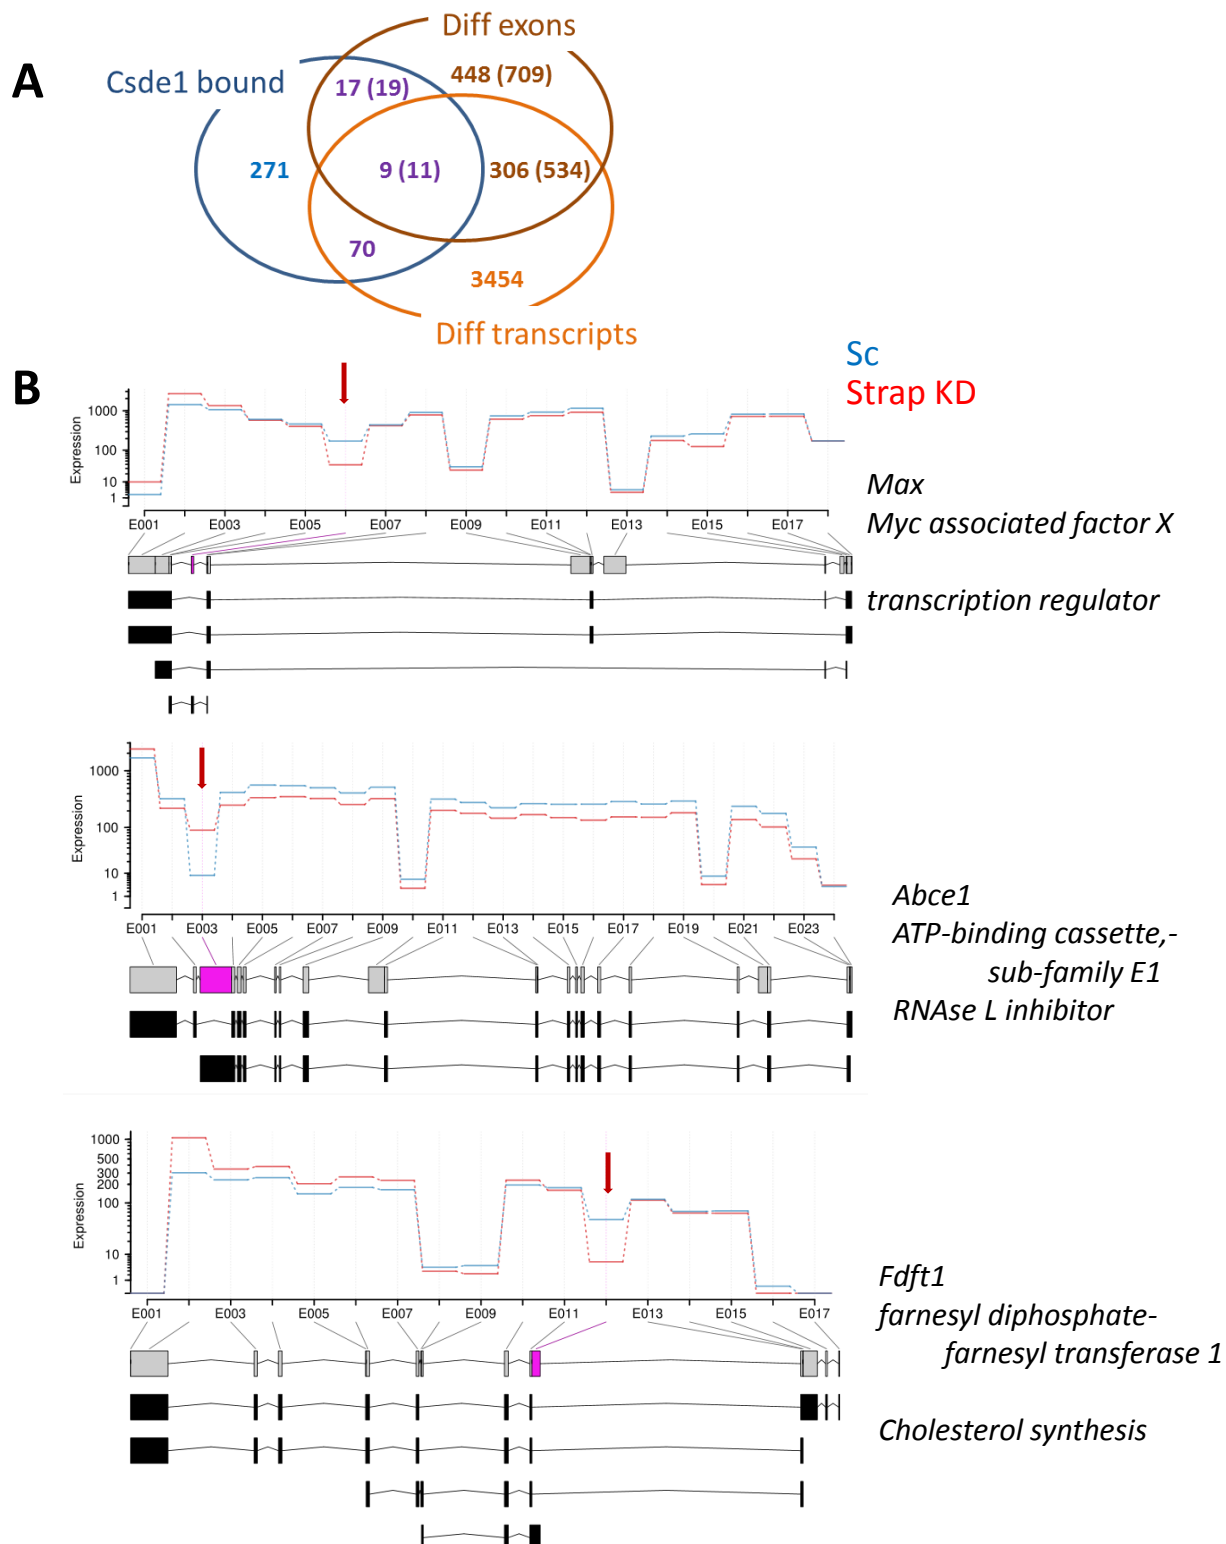 A
Diff exons
Csde1 bound
17 (19)
448 (709)
271
9 (11)
306 (534)
70
3454
Diff transcripts
B
Sc
Strap KD
Expression
1000
100
10
1
E001 E003 E005 E007 E009 E011 E013 E015 E017
Max
Myc associated factor X
transcription regulator
Expression
1000
100
10
1
E001 E003 E005 E007 E009 E011 E013 E015 E019 E021 E023
Abce1
ATP-binding cassette,-
sub-family E1
RNAse L inhibitor
Expression
1000
500
300
200
100
10
1
E001 E003 E005 E007 E009 E011 E013 E015 E017
Fdft1
farnesyl diphosphate-
farnesyl transferase 1
Cholesterol synthesis